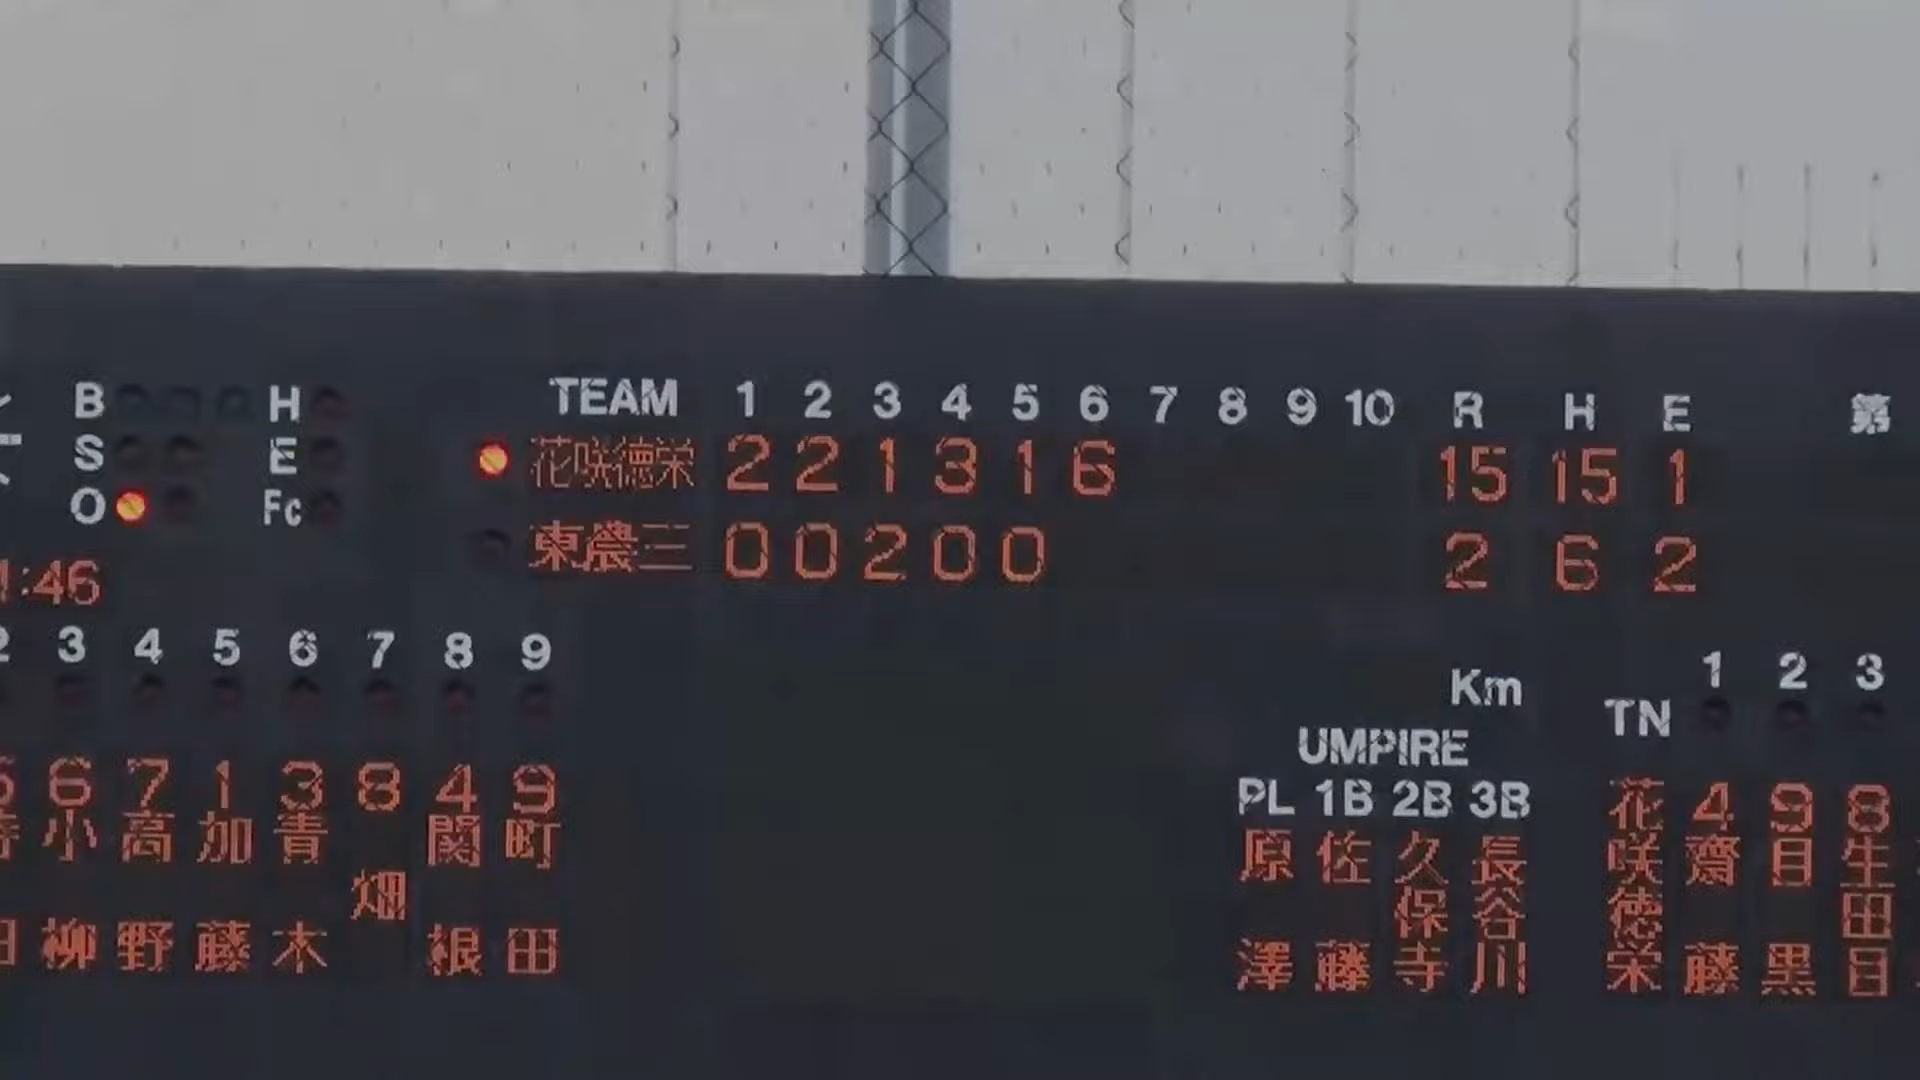 B H TEAM 1 2 3 4 5 6 7 8 9 10 R H E 第
S E 花咲徳栄 2 2 1 3 1 6 15 15 1
O Fc 東農三 0 0 2 0 0 2 6 2
:46
3 4 5 6 7 8 9
6 7 1 3 8 4 9
小柳
高野
加藤
青木
畑
関根
町田
Km
UMPIRE
PL 1B 2B 3B
原澤
佐藤
久保寺
長谷川
TN 1 2 3
花咲徳栄
4 9 8
齋藤
目黒
生田目